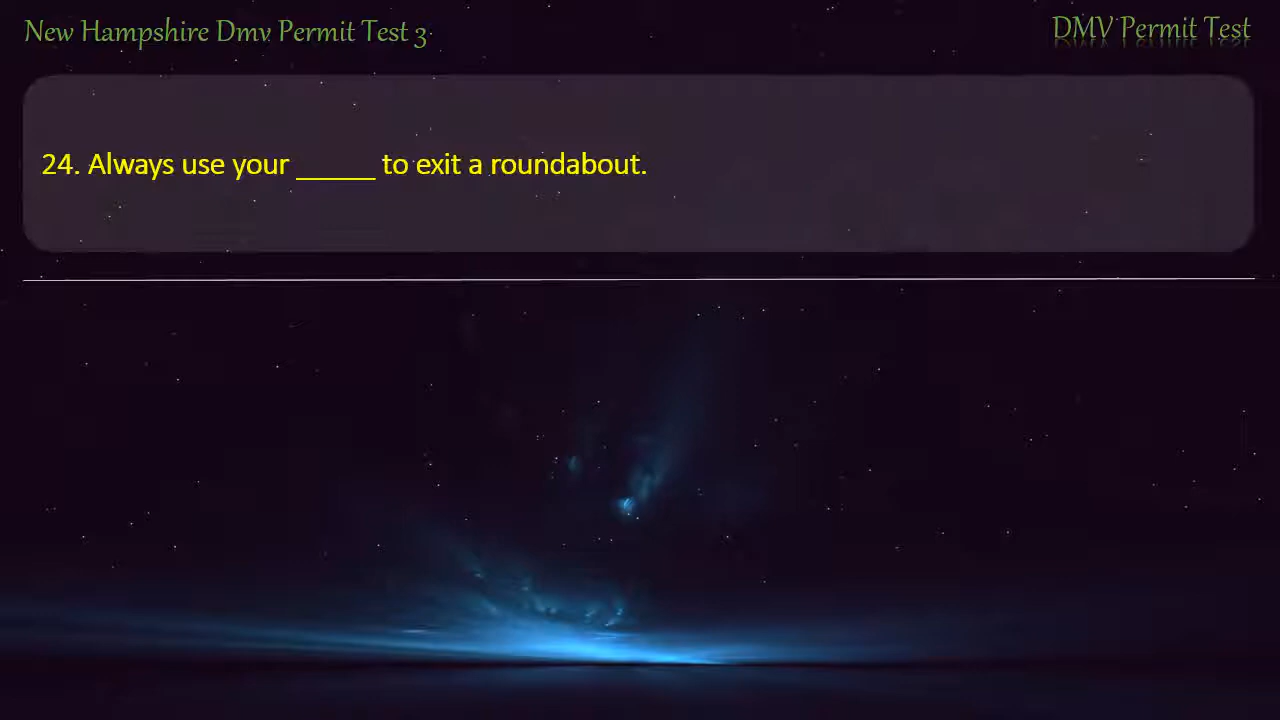 New Hampshire Dmv Permit Test 3
DMV Permit Test
24. Always use your _____ to exit a roundabout.